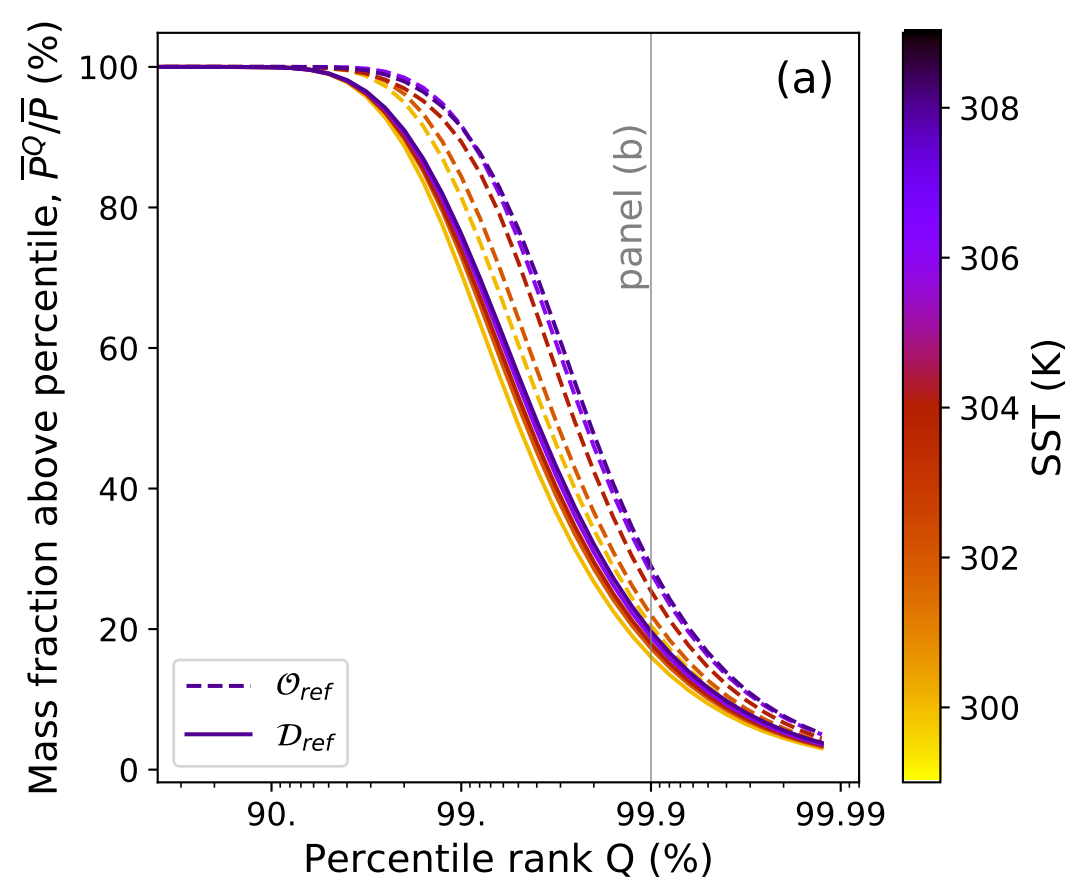 Mass fraction above percentile, P̅^Q/P̅ (%)
100
80
60
40
20
0
(a)
panel (b)
𝒪_ref
𝒟_ref
90.
99.
99.9
99.99
Percentile rank Q (%)
308
306
304
302
300
SST (K)